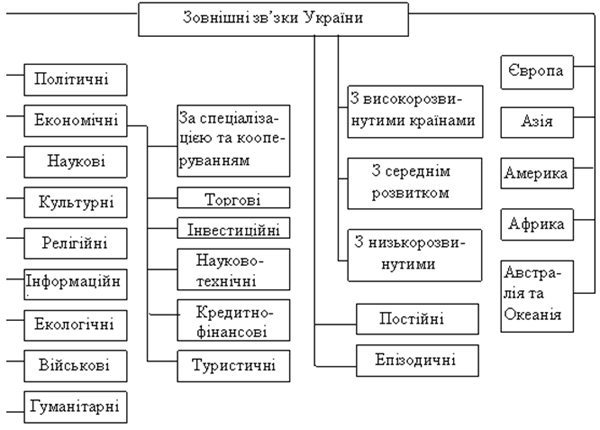 Зовнішні зв’зки України
Політичні
Економічні
Наукові
Культурні
Релігійні
Інформаційн
Екологічні
Військові
Гуманітарні
За спеціаліза-
цією та коопе-
руванням
Торгові
Інвестиційні
Науково-
технічні
Кредитно-
фінансові
Туристичні
З високорозви-
нутими країнами
З середнім
розвитком
З низькорозви-
нутими
Постійні
Епізодичні
Європа
Азія
Америка
Африка
Австра-
лія та
Океанія